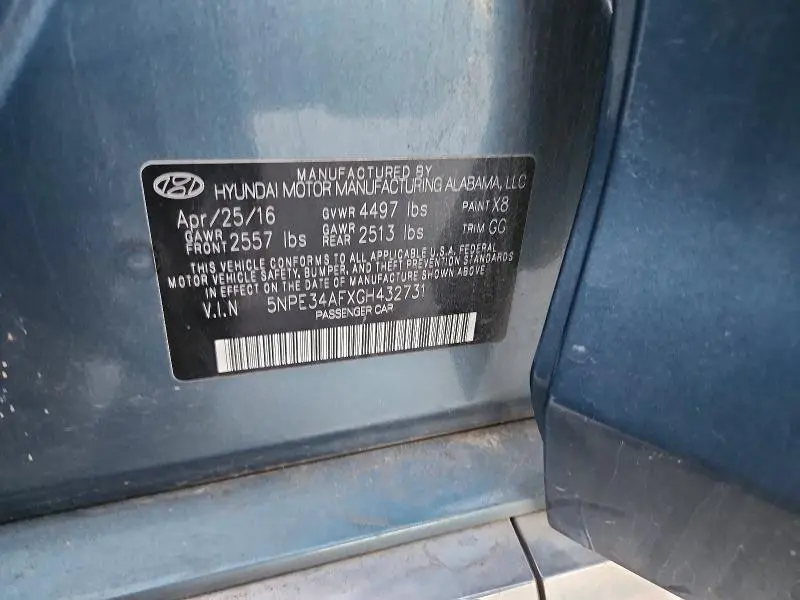 MANUFACTURED BY
HYUNDAI MOTOR MANUFACTURING ALABAMA, LLC
Apr/25/16 GVWR 4497 lbs PAINT X8
GAWR FRONT 2557 lbs GAWR REAR 2513 lbs TRIM GC
THIS VEHICLE CONFORMS TO ALL APPLICABLE U.S.A. FEDERAL
MOTOR VEHICLE SAFETY, BUMPER, AND THEFT PREVENTION STANDARDS
IN EFFECT ON THE DATE OF MANUFACTURE SHOWN ABOVE
V.I.N 5NPE34AFXGH432731
PASSENGER CAR